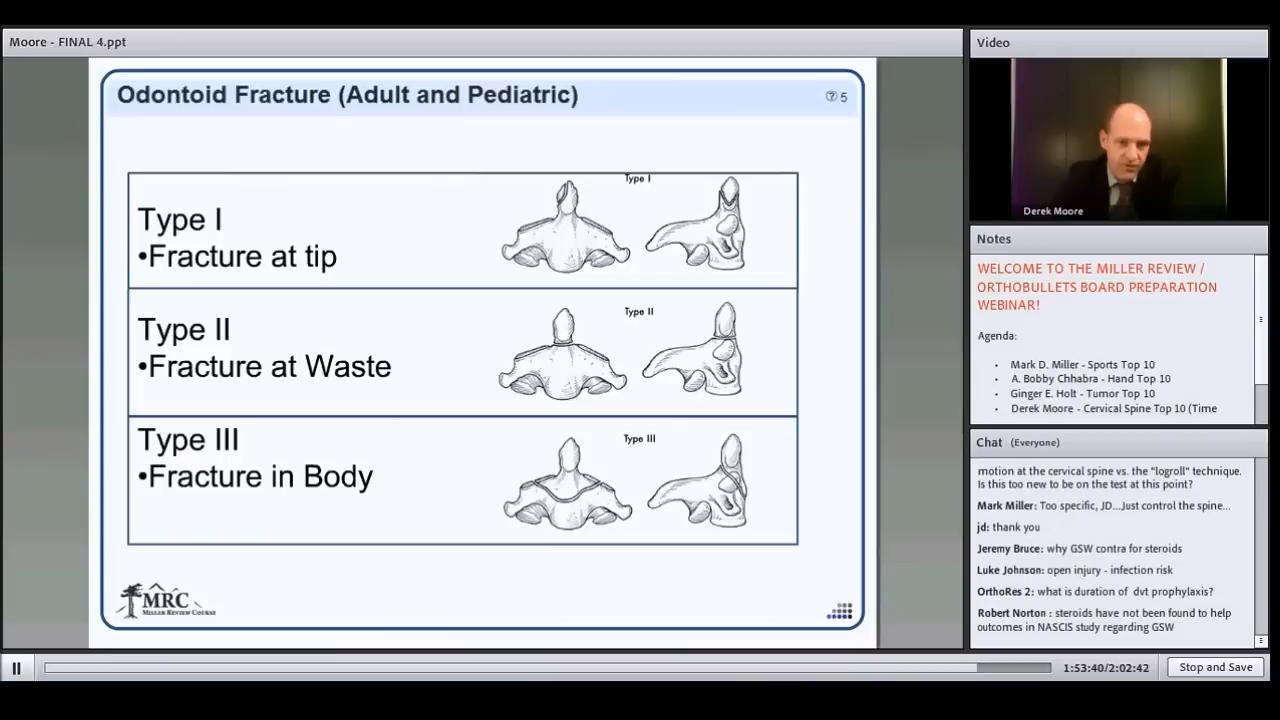 Moore - FINAL 4.ppt
Odontoid Fracture (Adult and Pediatric)
5
Type I
•Fracture at tip
Type I
Type II
•Fracture at Waste
Type II
Type III
•Fracture in Body
Type III
MRC
MILLER REVIEW COURSE
1:53:40/2:02:42
Stop and Save
Video
Derek Moore
Notes
WELCOME TO THE MILLER REVIEW /
ORTHOBULLETS BOARD PREPARATION
WEBINAR!
Agenda:
• Mark D. Miller - Sports Top 10
• A. Bobby Chhabra - Hand Top 10
• Ginger E. Holt - Tumor Top 10
• Derek Moore - Cervical Spine Top 10 (Time
Chat (Everyone)
motion at the cervical spine vs. the "logroll" technique.
Is this too new to be on the test at this point?
Mark Miller: Too specific, JD...Just control the spine...
jd: thank you
Jeremy Bruce: why GSW contra for steroids
Luke Johnson: open injury - infection risk
OrthoRes 2: what is duration of dvt prophylaxis?
Robert Norton : steroids have not been found to help
outcomes in NASCIS study regarding GSW